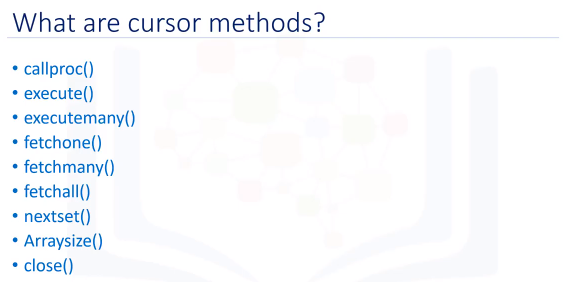 What are cursor methods?
• callproc()
• execute()
• executemany()
• fetchone()
• fetchmany()
• fetchall()
• nextset()
• Arraysize()
• close()